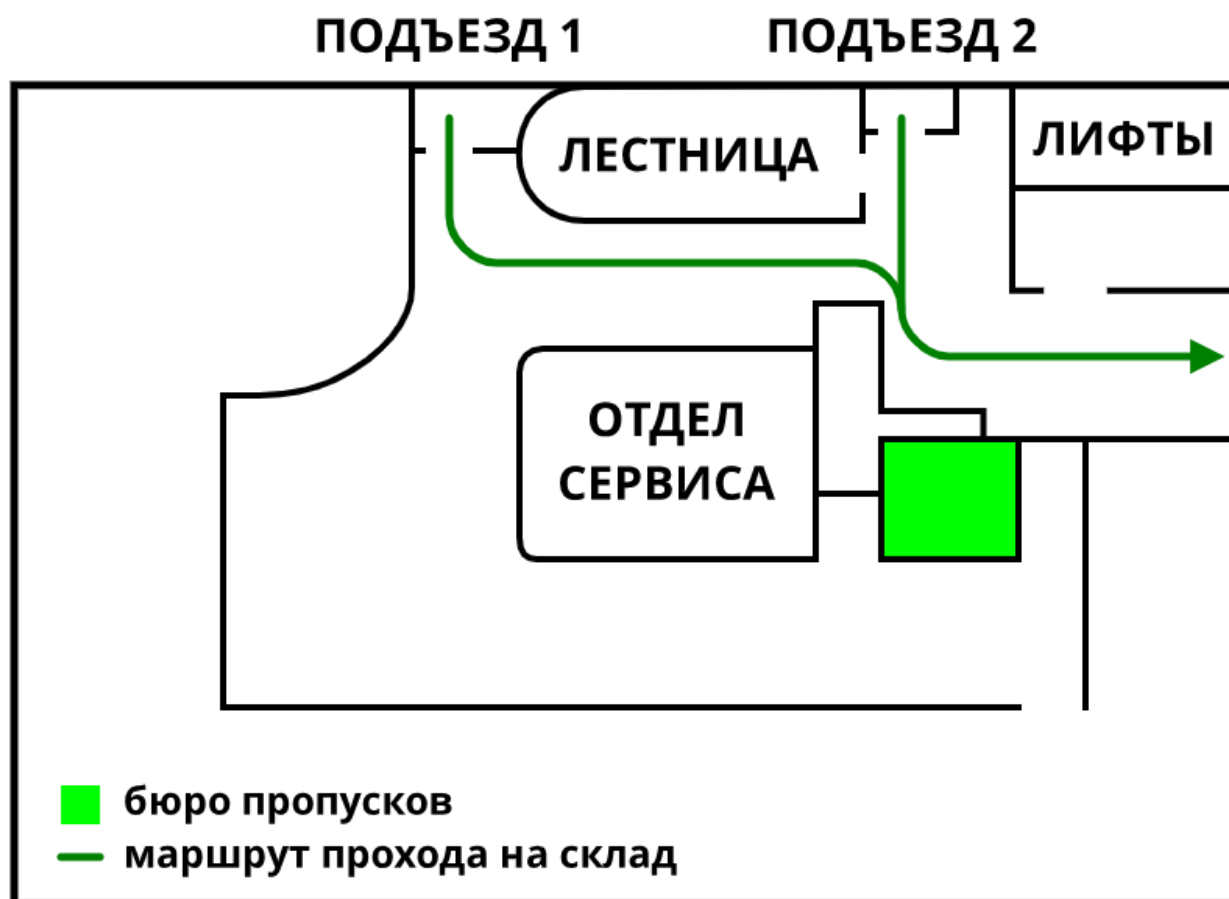 ПОДЪЕЗД 1
ПОДЪЕЗД 2
ЛЕСТНИЦА
ЛИФТЫ
ОТДЕЛ
СЕРВИСА
бюро пропусков
маршрут прохода на склад